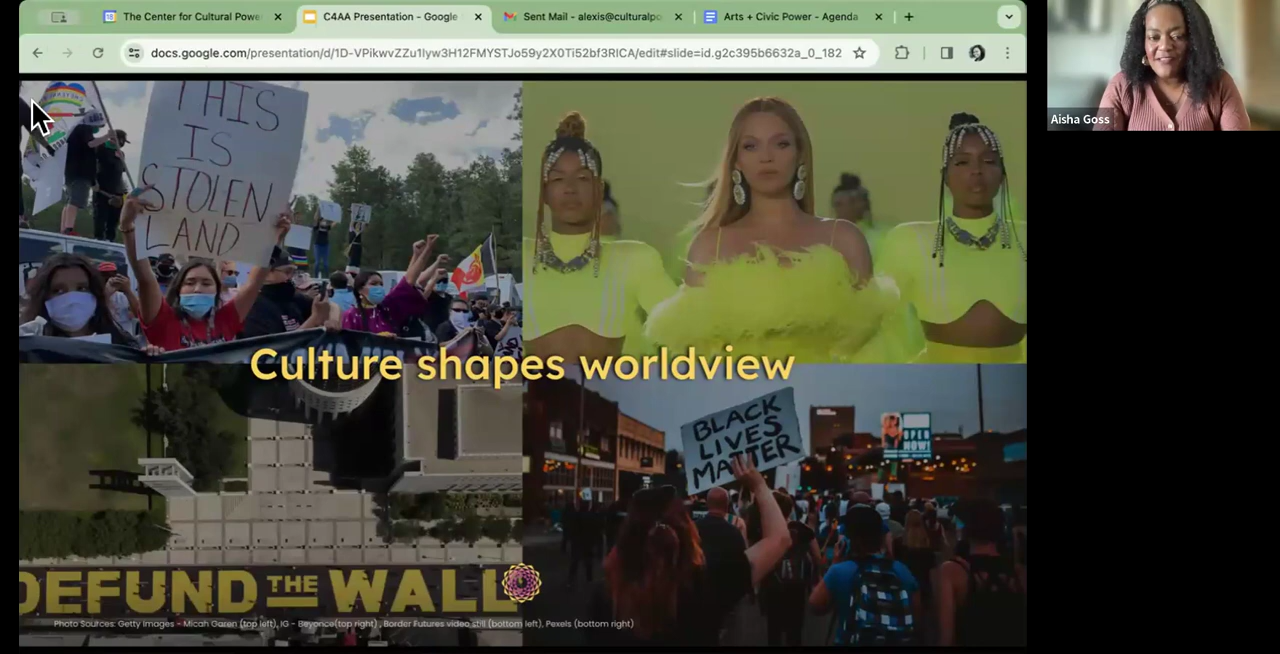 The Center for Cultural Powe
C4AA Presentation - Google
Sent Mail - alexis@culturalpo
Arts + Civic Power - Agenda
docs.google.com/presentation/d/1D-VPikwvZZu1lyw3H12FMYSTJo59y2X0Ti52bf3RICA/edit#slide=id.g2c395b6632a_0_182
Aisha Goss
THIS
IS
STOLEN
LAND
Culture shapes worldview
BLACK
LIVES
MATTER
OPEN
NOW!
DEFUND THE WALL
Photo Sources: Getty Images - Micah Garen (top left), IG - Beyonce(top right) , Border Futures video still (bottom left), Pexels (bottom right)